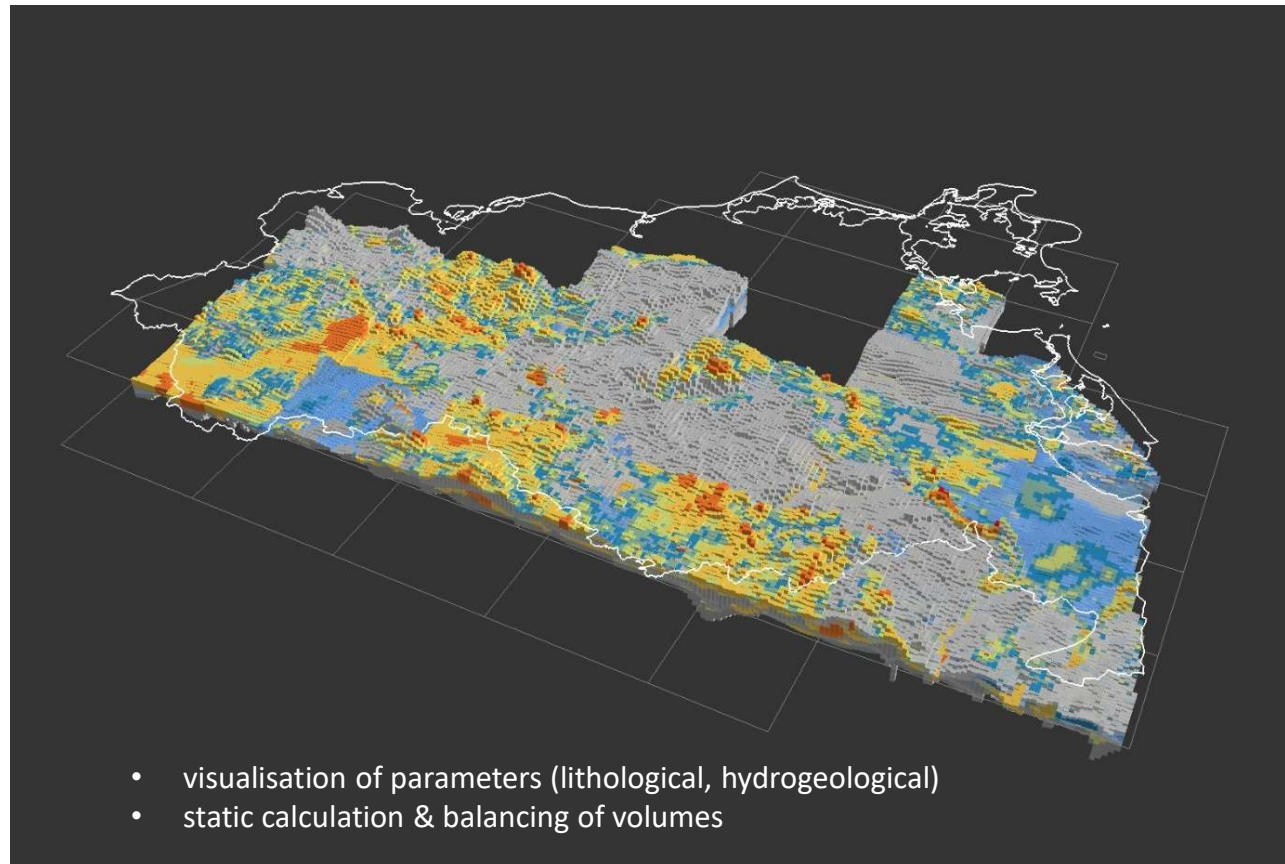 • visualisation of parameters (lithological, hydrogeological)
• static calculation & balancing of volumes